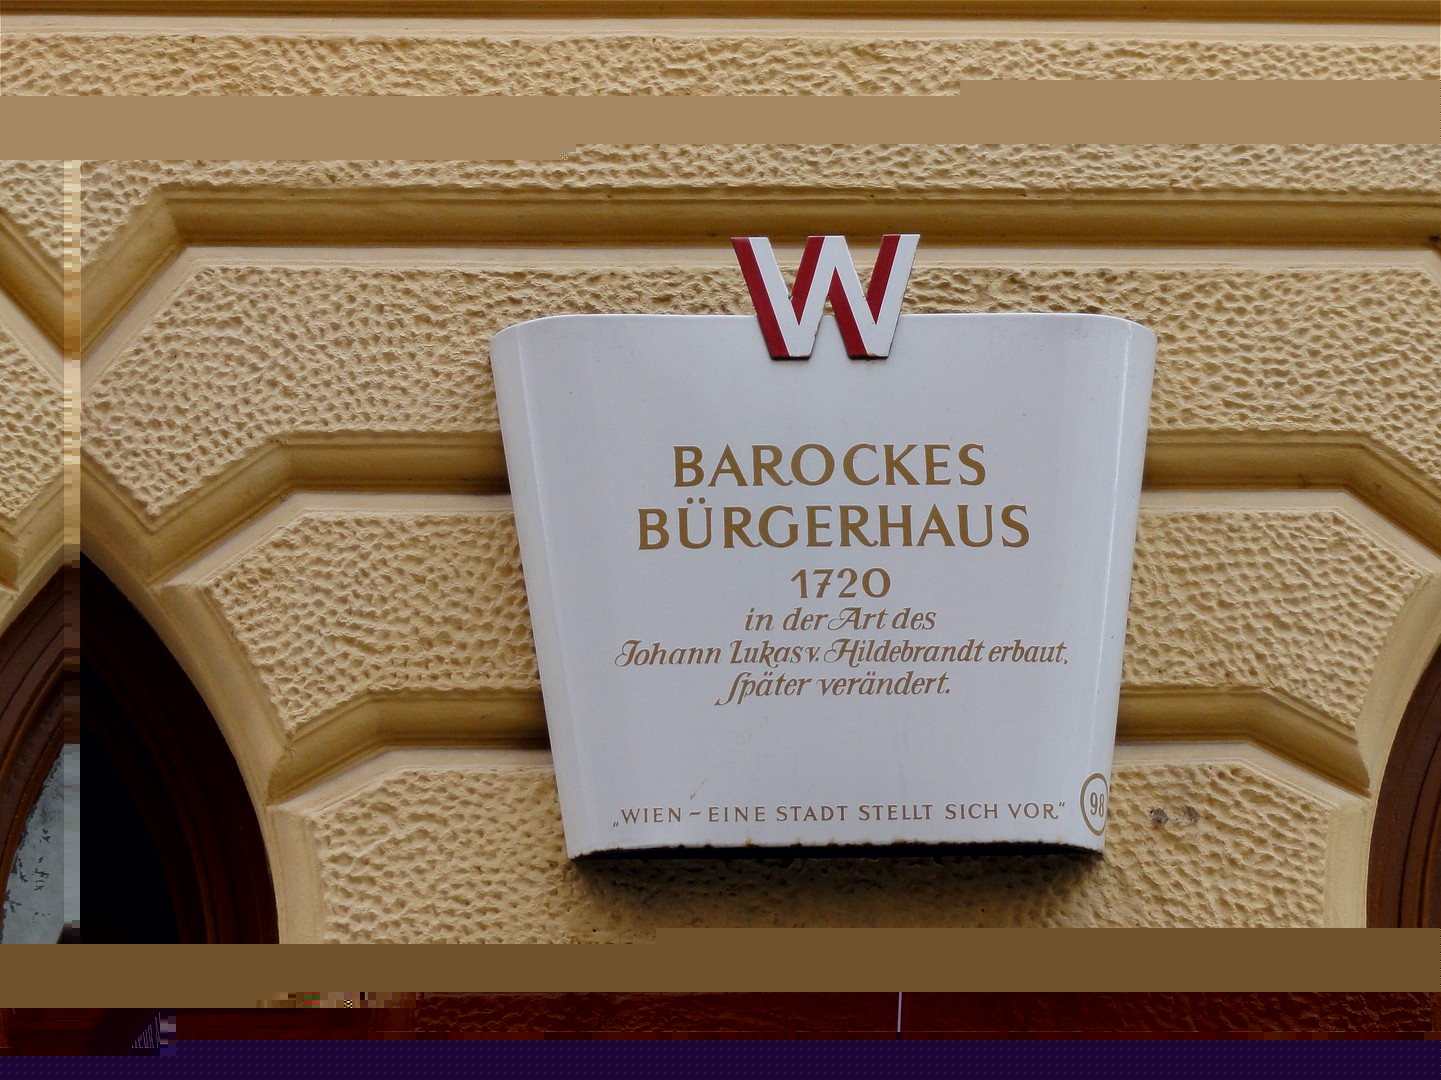 W
BAROCKES
BÜRGERHAUS
1720
in der Art des
Johann Lukas v. Hildebrandt erbaut,
später verändert.
„WIEN – EINE STADT STELLT SICH VOR."
98